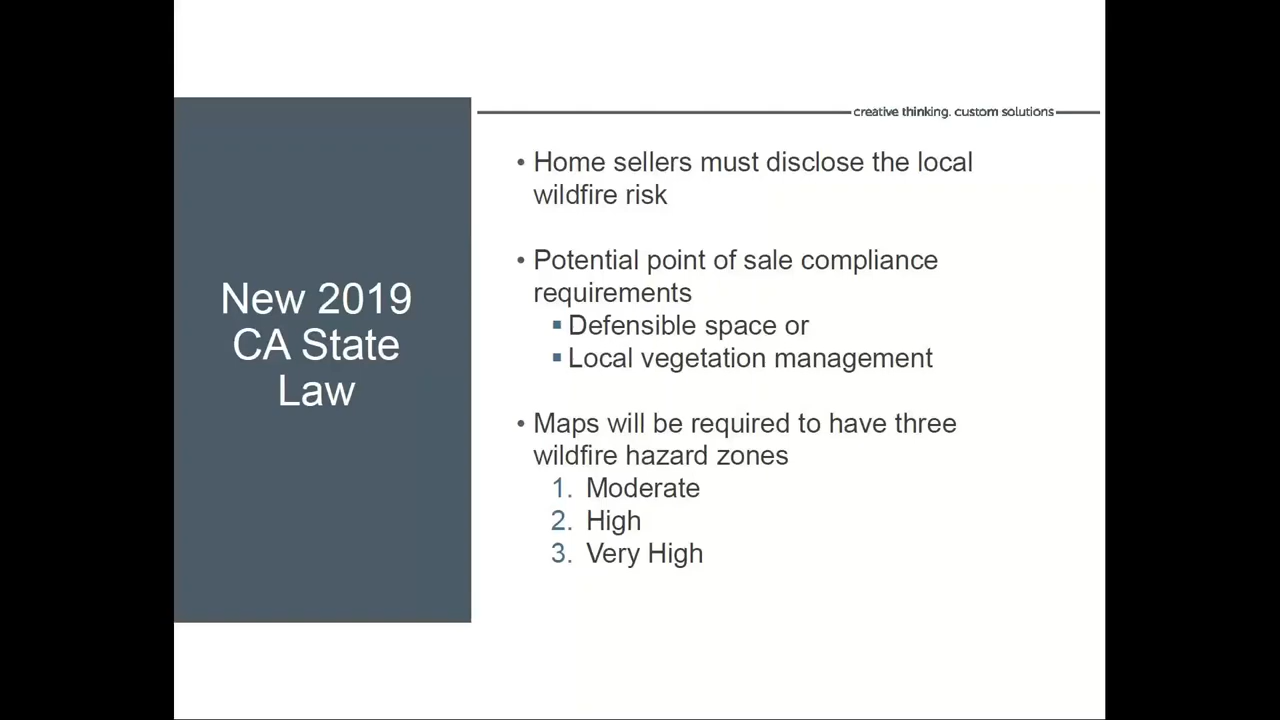 New 2019
CA State
Law
creative thinking. custom solutions
• Home sellers must disclose the local
wildfire risk
• Potential point of sale compliance
requirements
▪ Defensible space or
▪ Local vegetation management
• Maps will be required to have three
wildfire hazard zones
1. Moderate
2. High
3. Very High